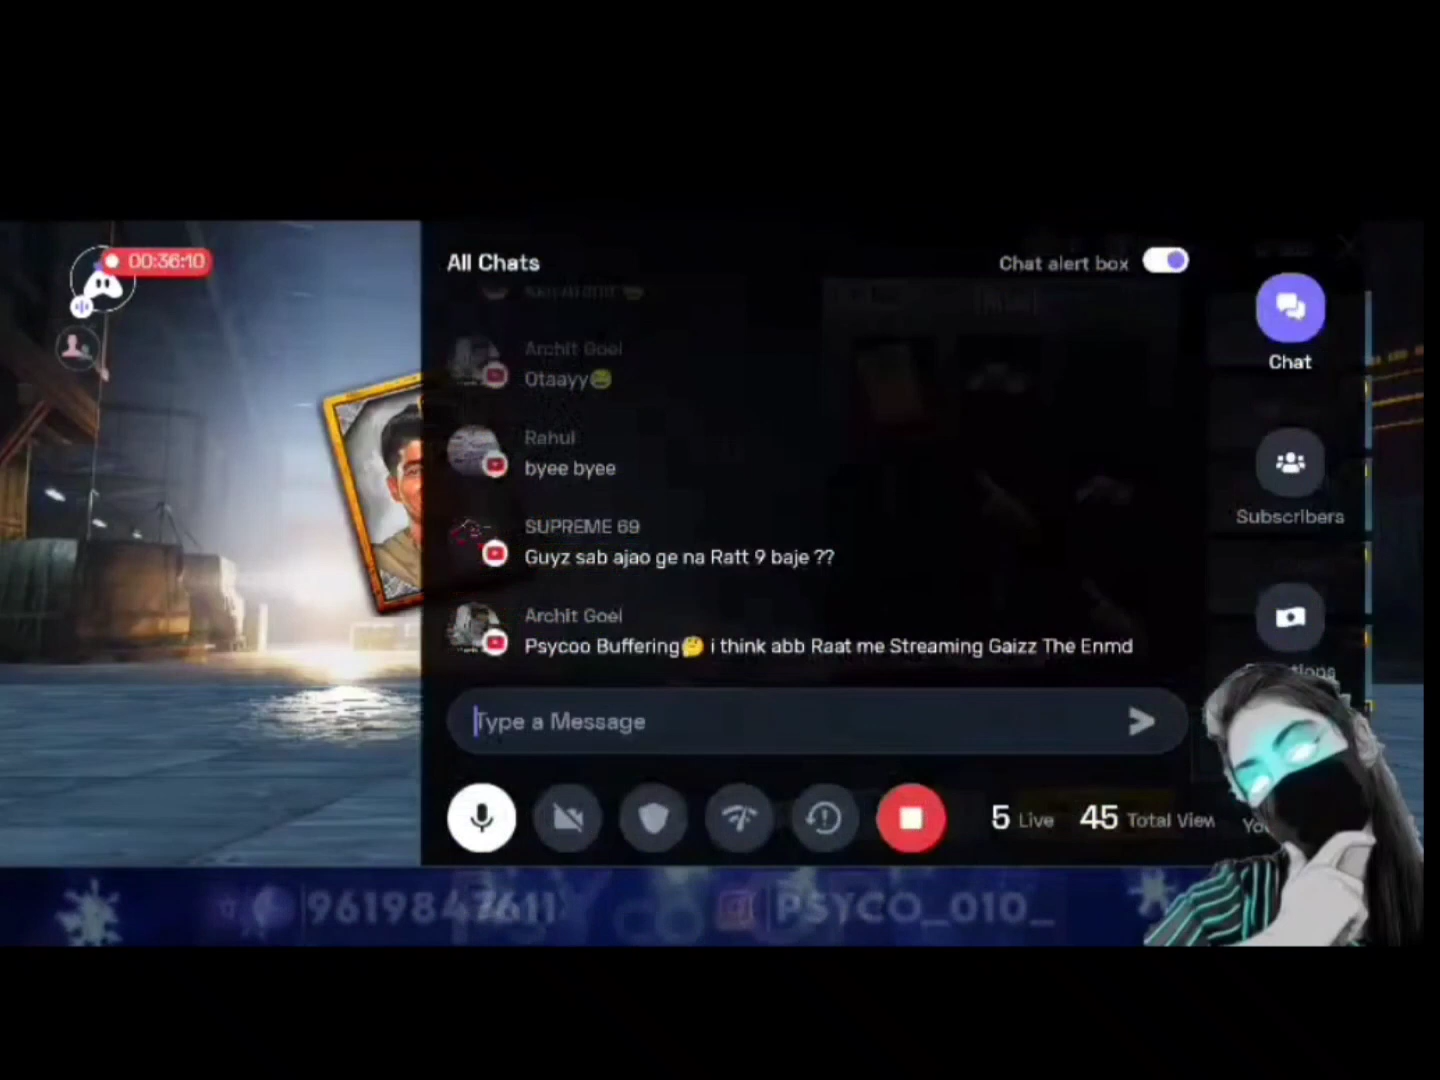 00:36:10
All Chats
Chat alert box
Archit Goel
Otaayy😅
Rahul
byee byee
SUPREME 69
Guyz sab ajao ge na Ratt 9 baje ??
Archit Goel
Psycoo Buffering🤔 i think abb Raat me Streaming Gaizz The Enmd
Type a Message
5 Live 45 Total View
Chat
Subscribers
9619847611
PSYCO_010_